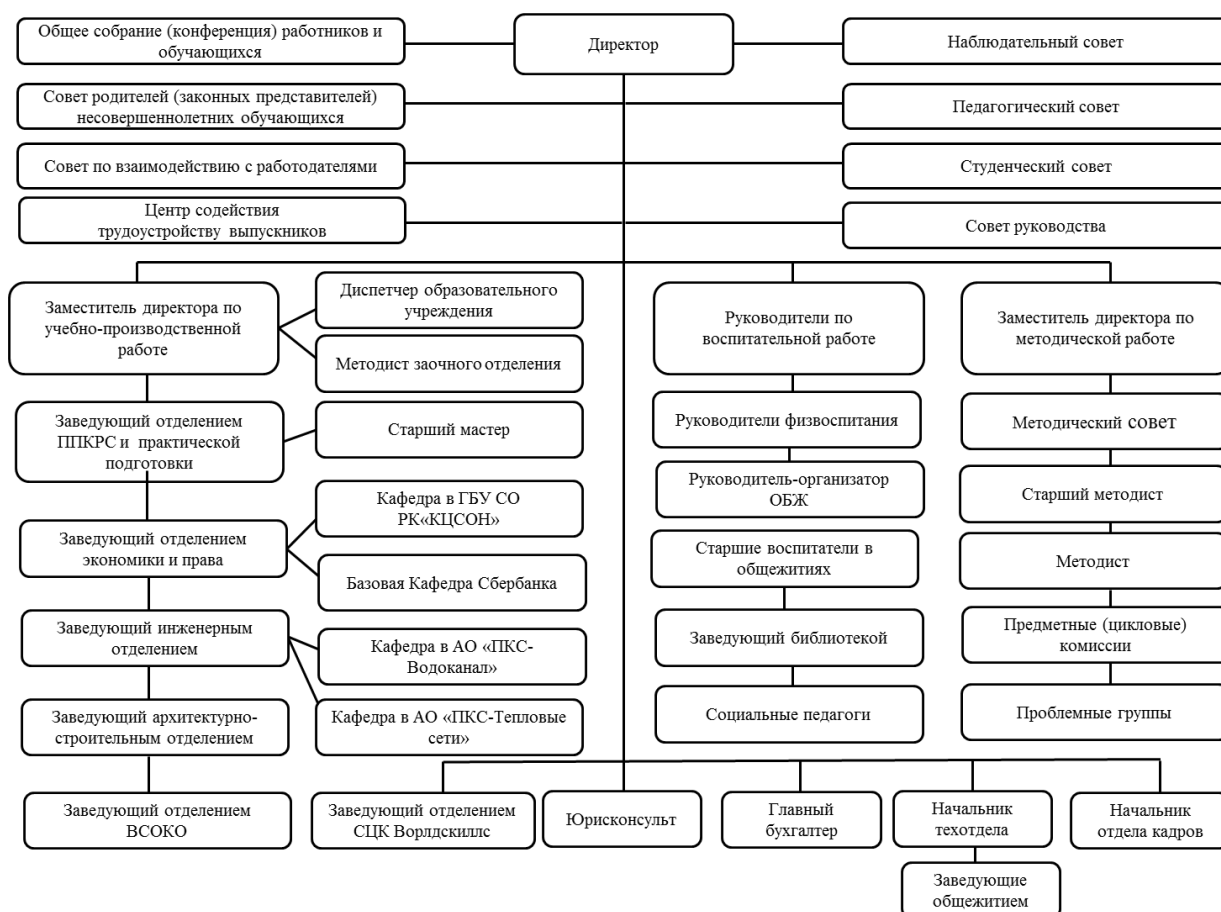 Общее собрание (конференция) работников и
обучающихся
Директор
Наблюдательный совет
Совет родителей (законных представителей)
несовершеннолетних обучающихся
Педагогический совет
Совет по взаимодействию с работодателями
Студенческий совет
Центр содействия
трудоустройству выпускников
Совет руководства
Заместитель директора по
учебно-производственной
работе
Диспетчер образовательного
учреждения
Методист заочного отделения
Руководители по
воспитательной работе
Заместитель директора по
методической работе
Заведующий отделением
ППКРС и практической
подготовки
Старший мастер
Руководители физвоспитания
Методический совет
Кафедра в ГБУ СО
РК«КЦСОН»
Руководитель-организатор
ОБЖ
Старший методист
Заведующий отделением
экономики и права
Базовая Кафедра Сбербанка
Старшие воспитатели в
общежитиях
Методист
Заведующий инженерным
отделением
Кафедра в АО «ПКС-
Водоканал»
Заведующий библиотекой
Предметные (цикловые)
комиссии
Заведующий архитектурно-
строительным отделением
Кафедра в АО «ПКС-Тепловые
сети»
Социальные педагоги
Проблемные группы
Заведующий отделением
ВСОКО
Заведующий отделением
СЦК Ворлдскиллс
Юрисконсульт
Главный
бухгалтер
Начальник
техотдела
Начальник
отдела кадров
Заведующие
общежитием